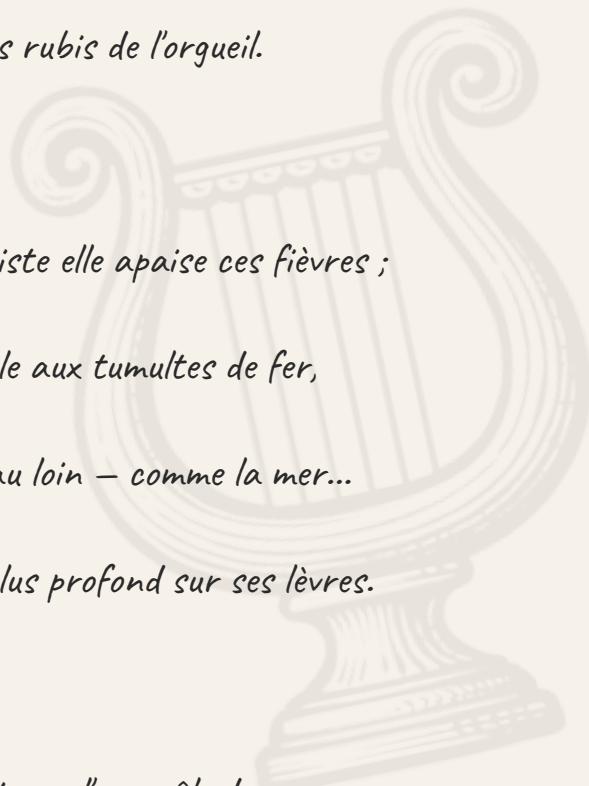 s rubis de l'orgueil.
iste elle apaise ces fièvres ;
le aux tumultes de fer,
au loin — comme la mer...
lus profond sur ses lèvres.